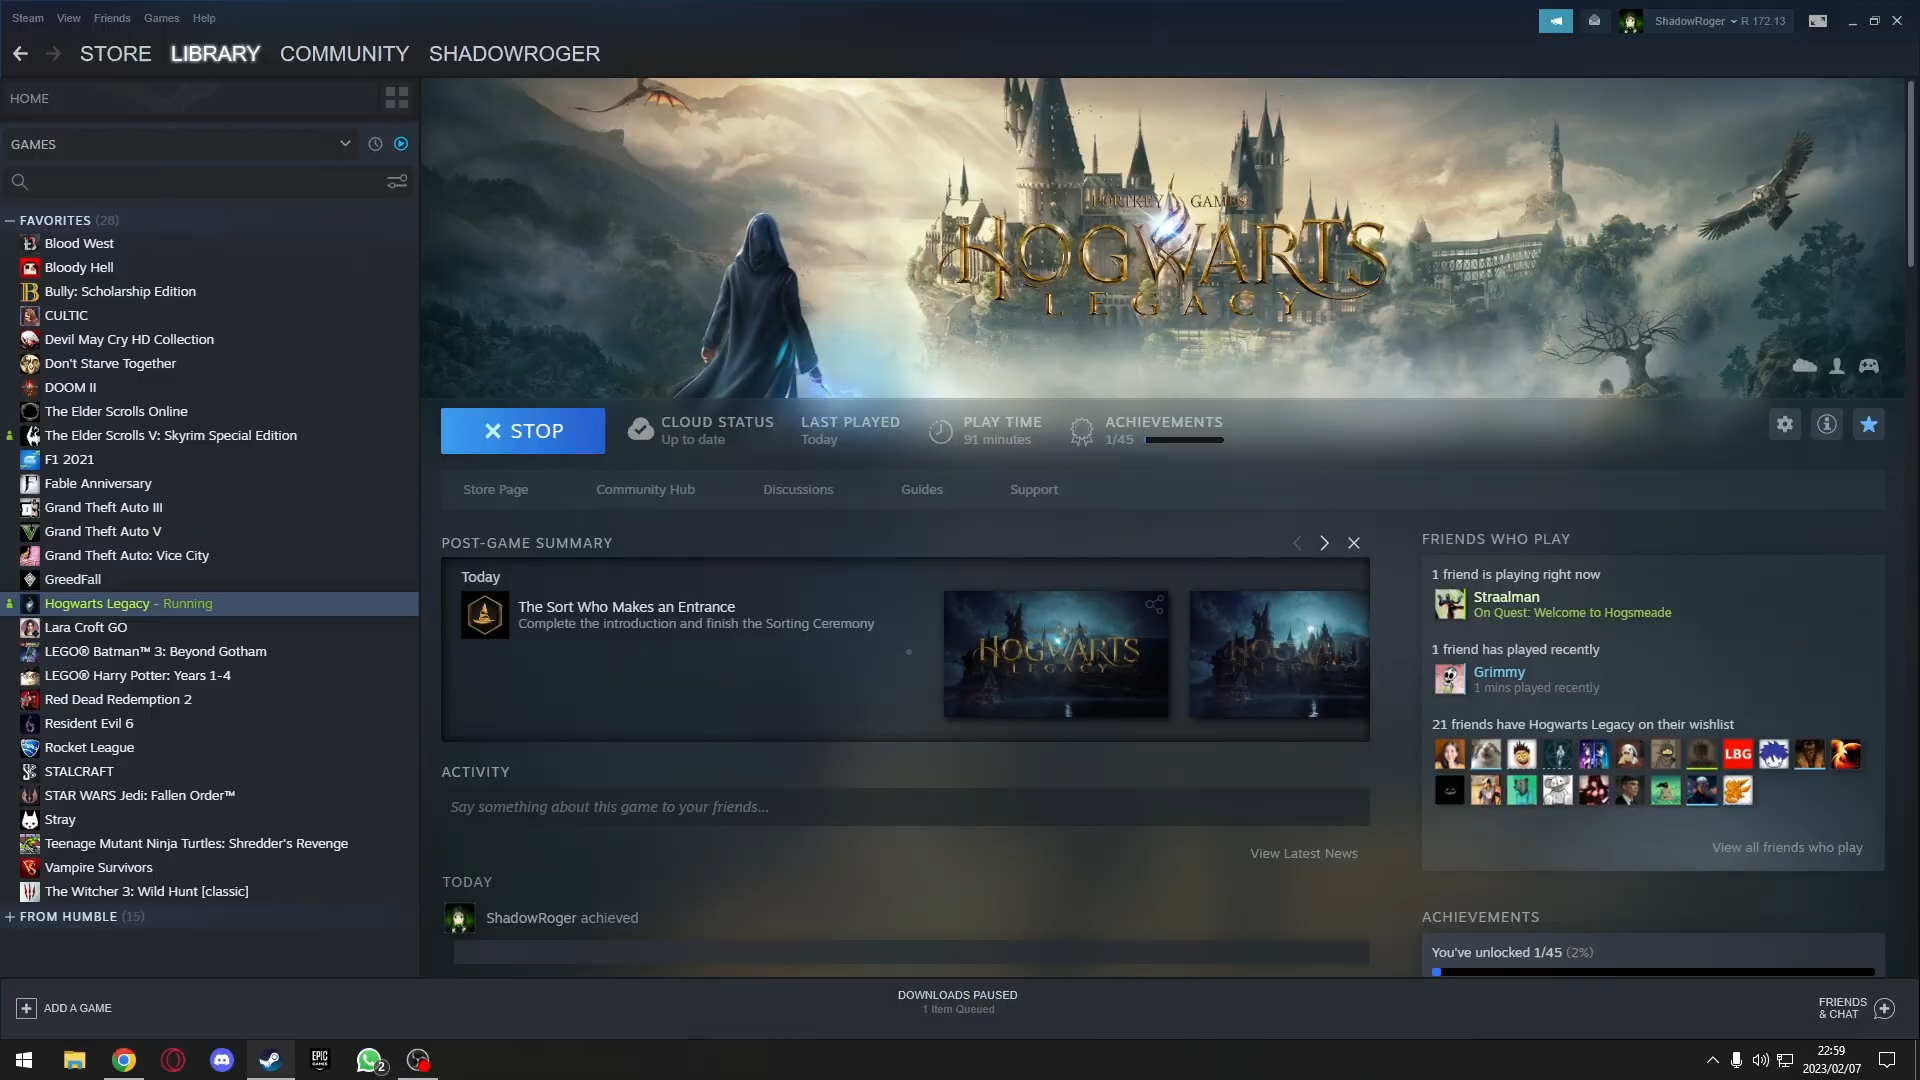 Steam View Friends Games Help
ShadowRoger R 172.13
STORE LIBRARY COMMUNITY SHADOWROGER
HOME
GAMES
FAVORITES (28)
Blood West
Bloody Hell
Bully: Scholarship Edition
CULTIC
Devil May Cry HD Collection
Don't Starve Together
DOOM II
The Elder Scrolls Online
The Elder Scrolls V: Skyrim Special Edition
F1 2021
Fable Anniversary
Grand Theft Auto III
Grand Theft Auto V
Grand Theft Auto: Vice City
GreedFall
Hogwarts Legacy - Running
Lara Croft GO
LEGO® Batman™ 3: Beyond Gotham
LEGO® Harry Potter: Years 1-4
Red Dead Redemption 2
Resident Evil 6
Rocket League
STALCRAFT
STAR WARS Jedi: Fallen Order™
Stray
Teenage Mutant Ninja Turtles: Shredder's Revenge
Vampire Survivors
The Witcher 3: Wild Hunt [classic]
FROM HUMBLE (15)
PORTKEY GAMES
HOGWARTS
LEGACY
STOP
CLOUD STATUS
Up to date
LAST PLAYED
Today
PLAY TIME
91 minutes
ACHIEVEMENTS
1/45
Store Page Community Hub Discussions Guides Support
POST-GAME SUMMARY
Today
The Sort Who Makes an Entrance
Complete the introduction and finish the Sorting Ceremony
HOGWARTS
LEGACY
ACTIVITY
Say something about this game to your friends...
View Latest News
TODAY
ShadowRoger achieved
FRIENDS WHO PLAY
1 friend is playing right now
Straalman
On Quest: Welcome to Hogsmeade
1 friend has played recently
Grimmy
1 mins played recently
21 friends have Hogwarts Legacy on their wishlist
LBG
View all friends who play
ACHIEVEMENTS
You've unlocked 1/45 (2%)
ADD A GAME
DOWNLOADS PAUSED
1 Item Queued
FRIENDS
& CHAT
EPIC
GAMES
2
22:59
2023/02/07